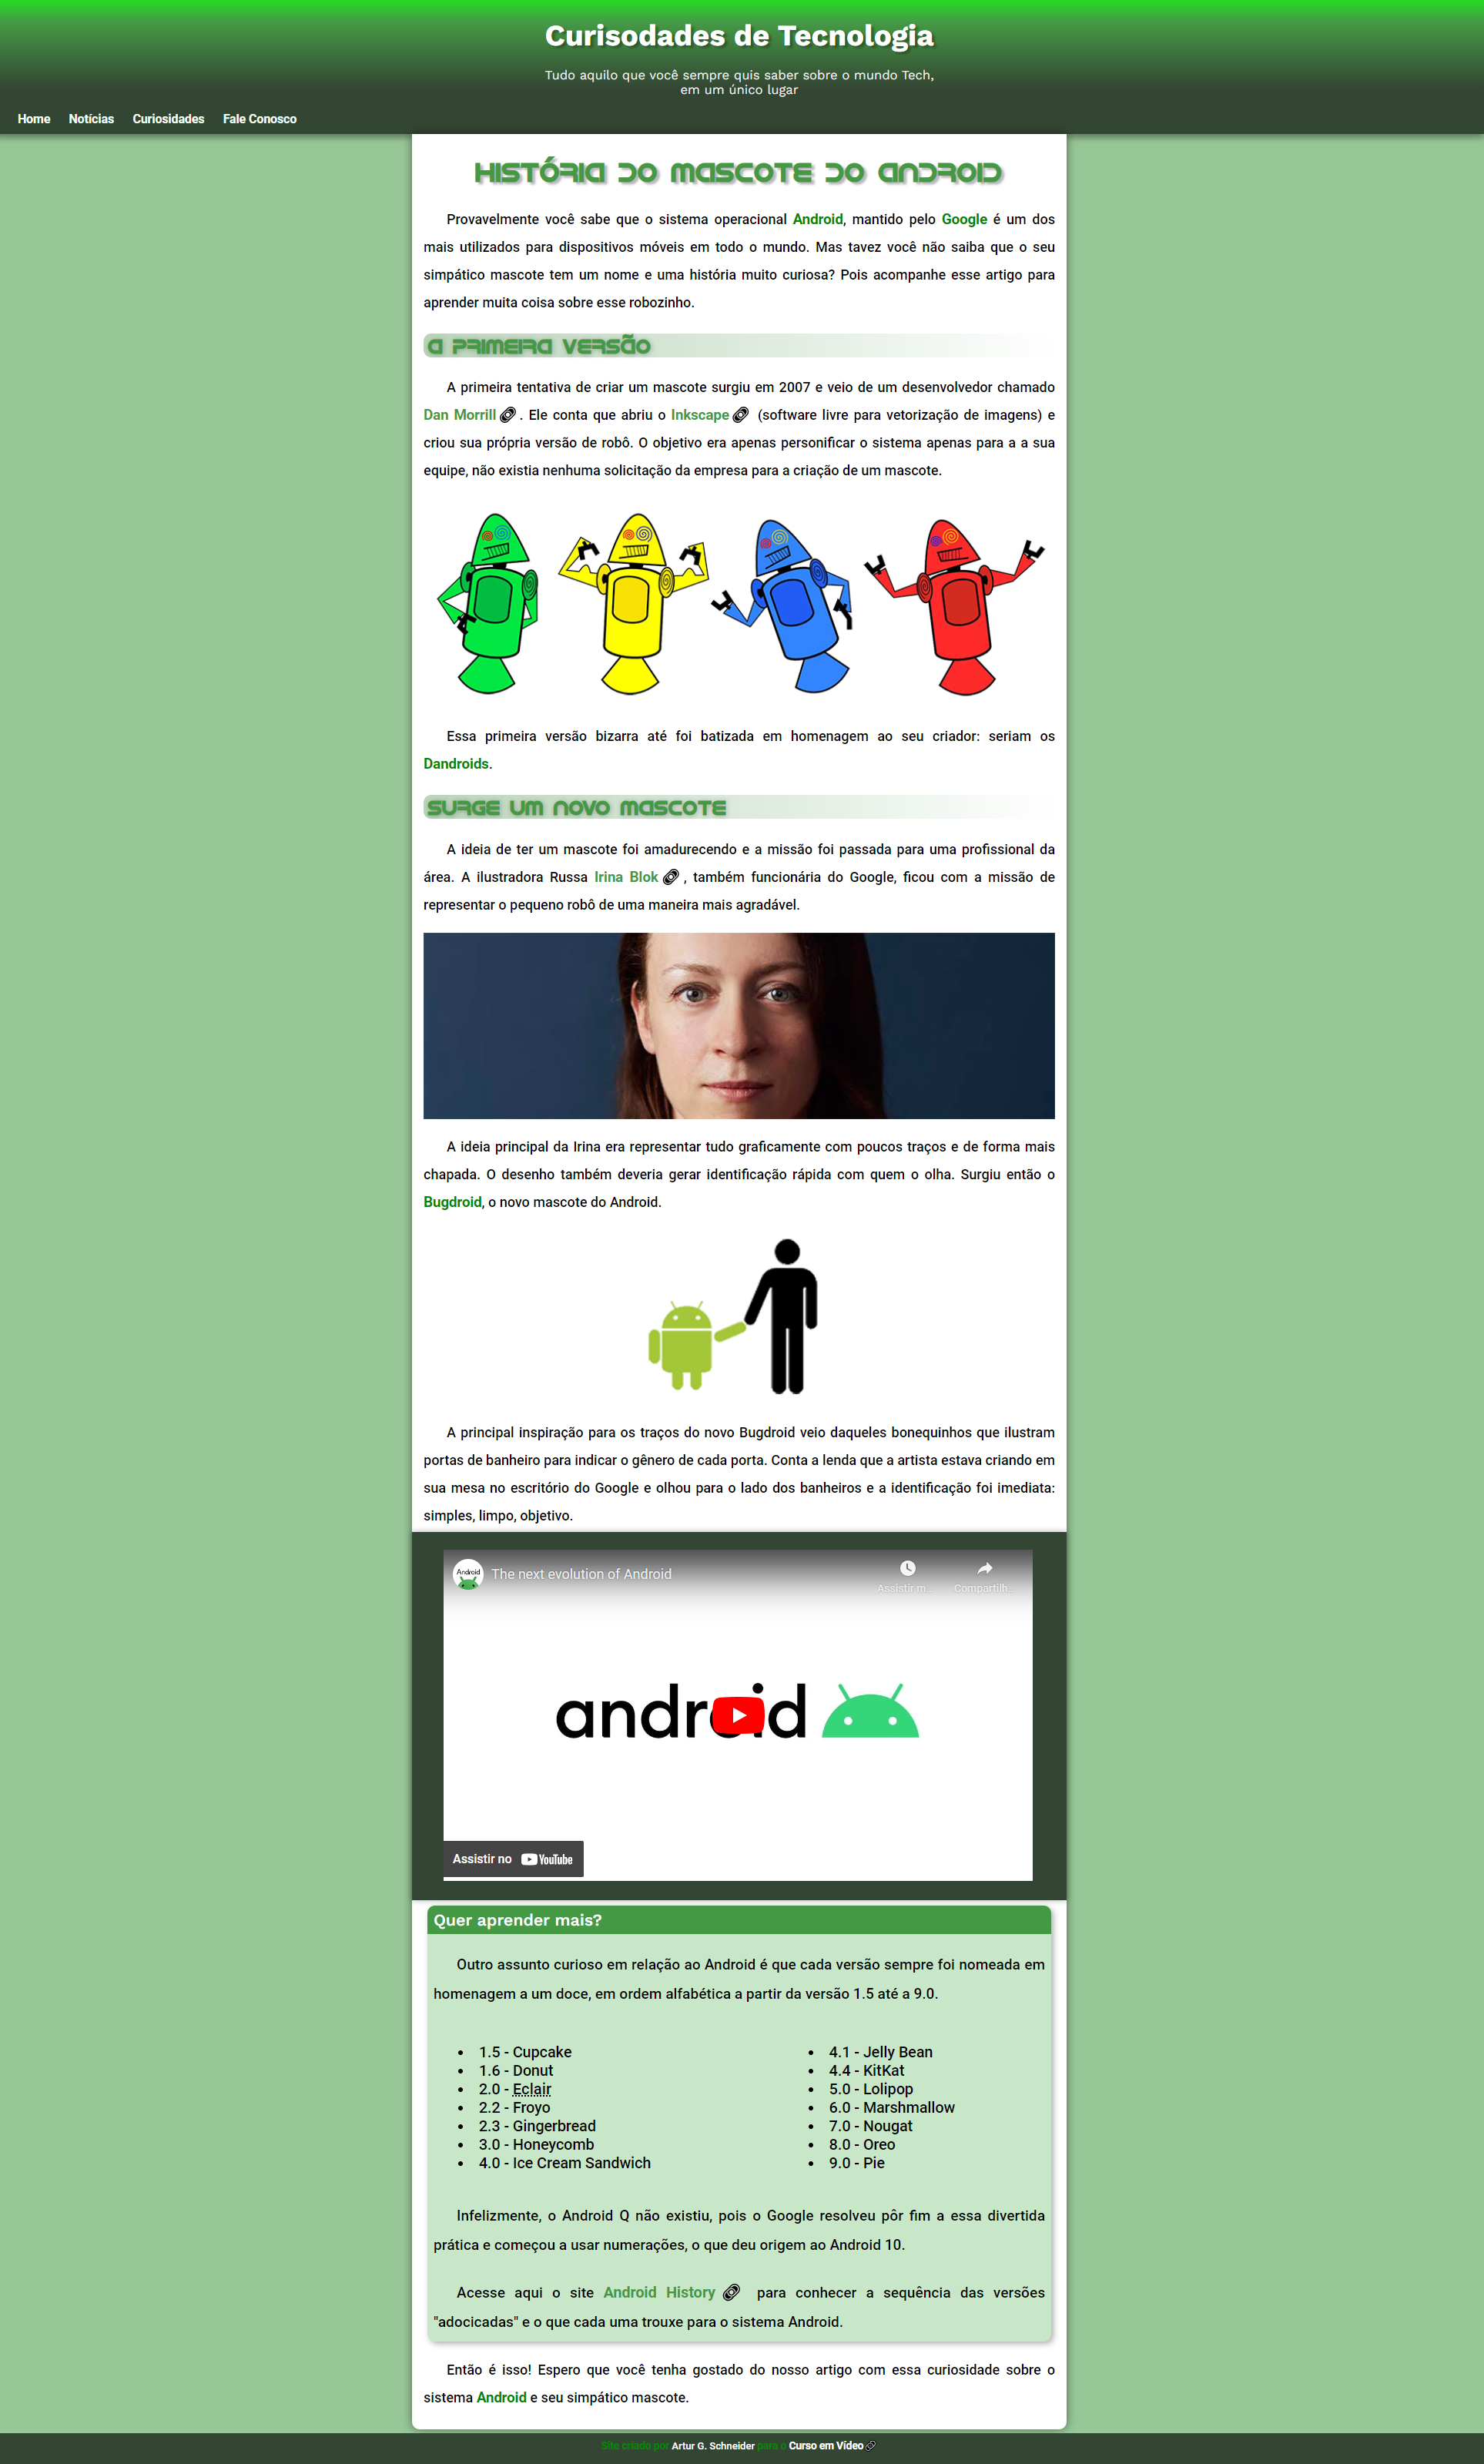 Curisodades de Tecnologia
Tudo aquilo que você sempre quis saber sobre o mundo Tech,
em um único lugar
Home Notícias Curiosidades Fale Conosco
História do Mascote do Android
Provavelmente você sabe que o sistema operacional Android, mantido pelo Google é um dos
mais utilizados para dispositivos móveis em todo o mundo. Mas tavez você não saiba que o seu
simpático mascote tem um nome e uma história muito curiosa? Pois acompanhe esse artigo para
aprender muita coisa sobre esse robozinho.
A primeira versão
A primeira tentativa de criar um mascote surgiu em 2007 e veio de um desenvolvedor chamado
Dan Morrill. Ele conta que abriu o Inkscape (software livre para vetorização de imagens) e
criou sua própria versão de robô. O objetivo era apenas personificar o sistema apenas para a a sua
equipe, não existia nenhuma solicitação da empresa para a criação de um mascote.
Essa primeira versão bizarra até foi batizada em homenagem ao seu criador: seriam os
Dandroids.
Surge um novo mascote
A ideia de ter um mascote foi amadurecendo e a missão foi passada para uma profissional da
área. A ilustradora Russa Irina Blok, também funcionária do Google, ficou com a missão de
representar o pequeno robô de uma maneira mais agradável.
A ideia principal da Irina era representar tudo graficamente com poucos traços e de forma mais
chapada. O desenho também deveria gerar identificação rápida com quem o olha. Surgiu então o
Bugdroid, o novo mascote do Android.
A principal inspiração para os traços do novo Bugdroid veio daqueles bonequinhos que ilustram
portas de banheiro para indicar o gênero de cada porta. Conta a lenda que a artista estava criando em
sua mesa no escritório do Google e olhou para o lado dos banheiros e a identificação foi imediata:
simples, limpo, objetivo.
Android The next evolution of Android
Assistir m... Compartilh...
android
Assistir no YouTube
Quer aprender mais?
Outro assunto curioso em relação ao Android é que cada versão sempre foi nomeada em
homenagem a um doce, em ordem alfabética a partir da versão 1.5 até a 9.0.
• 1.5 - Cupcake
• 1.6 - Donut
• 2.0 - Eclair
• 2.2 - Froyo
• 2.3 - Gingerbread
• 3.0 - Honeycomb
• 4.0 - Ice Cream Sandwich
• 4.1 - Jelly Bean
• 4.4 - KitKat
• 5.0 - Lolipop
• 6.0 - Marshmallow
• 7.0 - Nougat
• 8.0 - Oreo
• 9.0 - Pie
Infelizmente, o Android Q não existiu, pois o Google resolveu pôr fim a essa divertida
prática e começou a usar numerações, o que deu origem ao Android 10.
Acesse aqui o site Android History para conhecer a sequência das versões
"adocicadas" e o que cada uma trouxe para o sistema Android.
Então é isso! Espero que você tenha gostado do nosso artigo com essa curiosidade sobre o
sistema Android e seu simpático mascote.
Site criado por Artur G. Schneider para o Curso em Vídeo